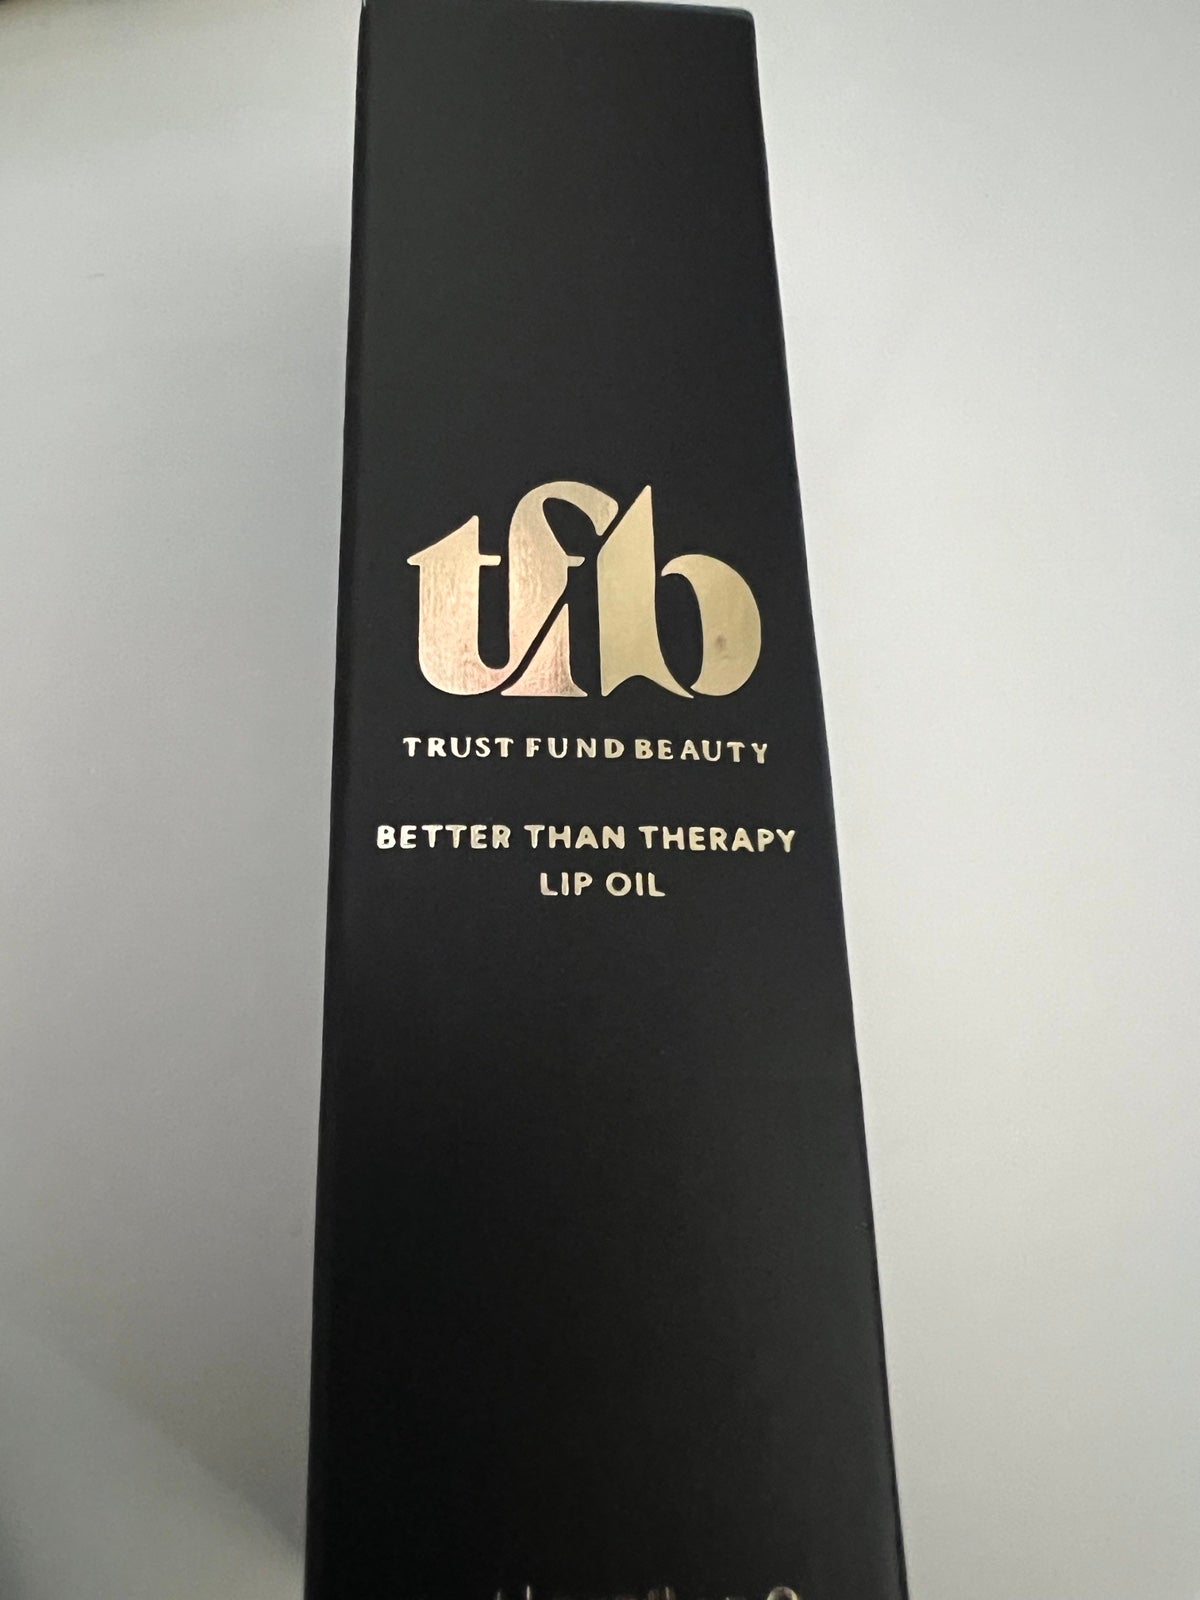 tfb
TRUST FUND BEAUTY
BETTER THAN THERAPY
LIP OIL